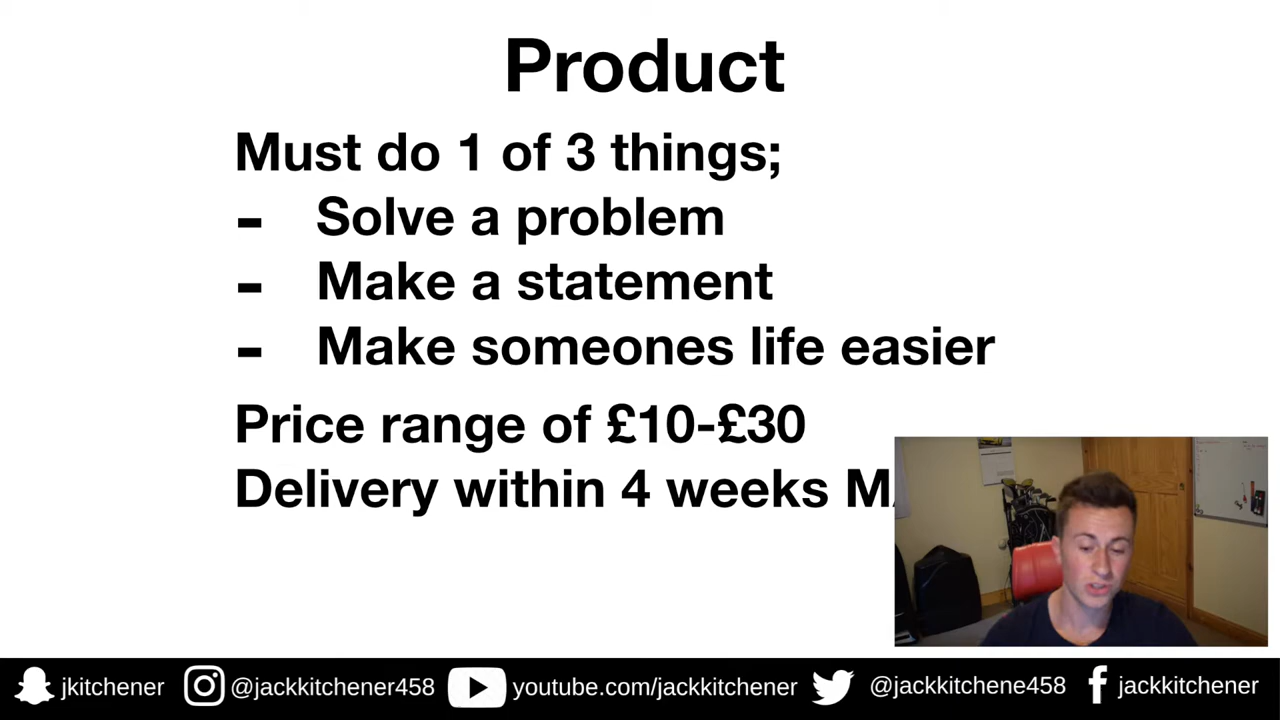 Product
Must do 1 of 3 things;
- Solve a problem
- Make a statement
- Make someones life easier
Price range of £10-£30
Delivery within 4 weeks
jkitchener @jackkitchener458 youtube.com/jackkitchener @jackkitchene458 jackkitchener